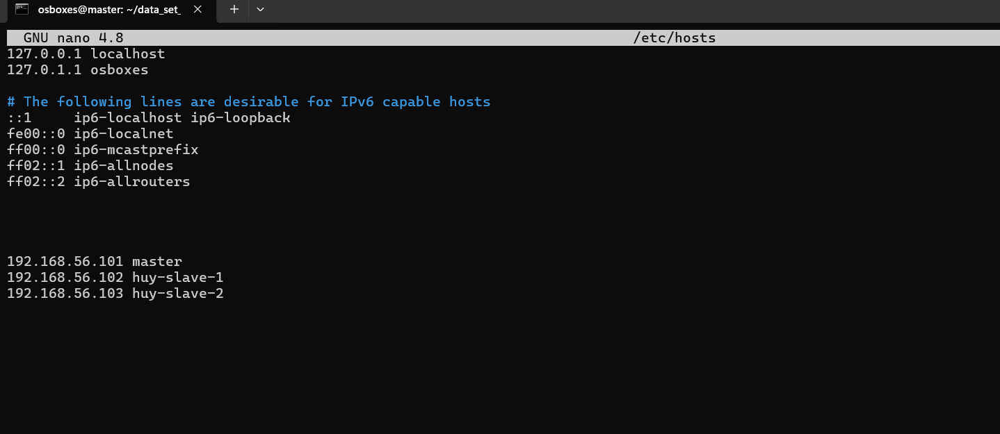 osboxes@master: ~/data_set_
GNU nano 4.8 /etc/hosts
127.0.0.1 localhost
127.0.1.1 osboxes
# The following lines are desirable for IPv6 capable hosts
::1     ip6-localhost ip6-loopback
fe00::0 ip6-localnet
ff00::0 ip6-mcastprefix
ff02::1 ip6-allnodes
ff02::2 ip6-allrouters
192.168.56.101 master
192.168.56.102 huy-slave-1
192.168.56.103 huy-slave-2